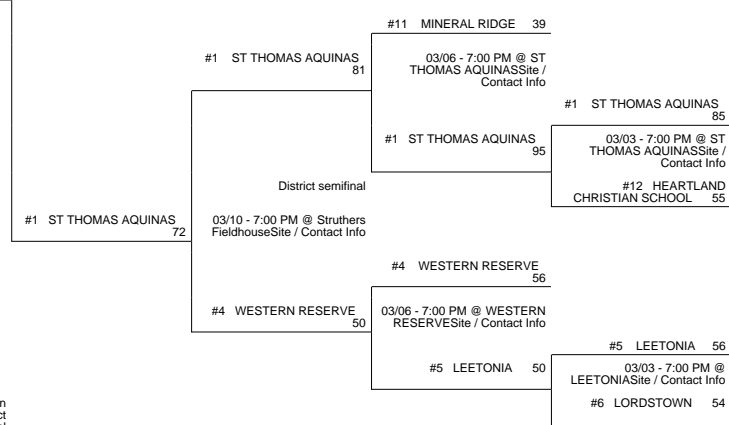 #11 MINERAL RIDGE 39
#1 ST THOMAS AQUINAS
81
03/06 - 7:00 PM @ ST
THOMAS AQUINASSite /
Contact Info
#1 ST THOMAS AQUINAS
85
#1 ST THOMAS AQUINAS
95
03/03 - 7:00 PM @ ST
THOMAS AQUINASSite /
Contact Info
#12 HEARTLAND
CHRISTIAN SCHOOL 55
District semifinal
#1 ST THOMAS AQUINAS
72
03/10 - 7:00 PM @ Struthers
FieldhouseSite / Contact Info
#4 WESTERN RESERVE
56
#4 WESTERN RESERVE
50
03/06 - 7:00 PM @ WESTERN
RESERVESite / Contact Info
#5 LEETONIA 56
#5 LEETONIA 50
03/03 - 7:00 PM @
LEETONIASite / Contact Info
#6 LORDSTOWN 54